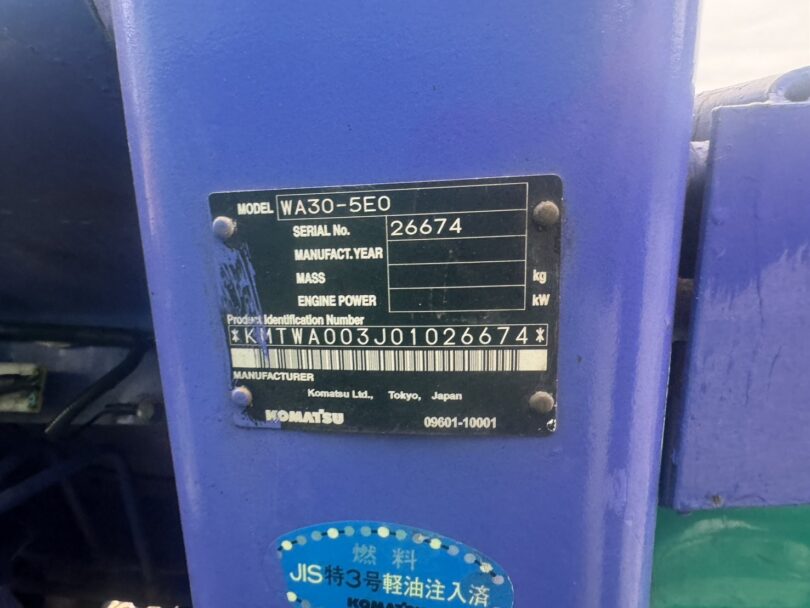 MODEL WA30-5E0
SERIAL No. 26674
MANUFACT. YEAR
MASS kg
ENGINE POWER kW
Product Identification Number
*KMTWA003J01026674*
MANUFACTURER
Komatsu Ltd., Tokyo, Japan
KOMATSU 09601-10001
燃料
JIS特3号軽油注入済
KOMATSU